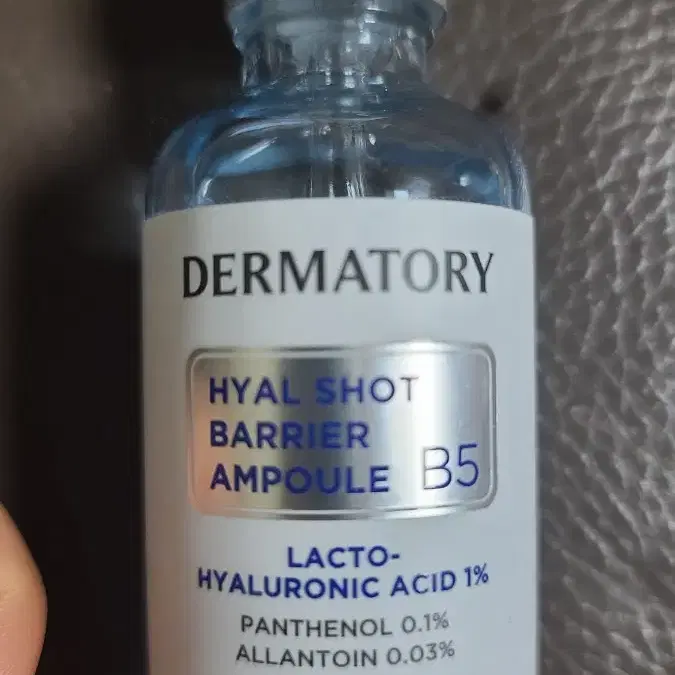 DERMATORY
HYAL SHOT
BARRIER
AMPOULE B5
LACTO-
HYALURONIC ACID 1%
PANTHENOL 0.1%
ALLANTOIN 0.03%